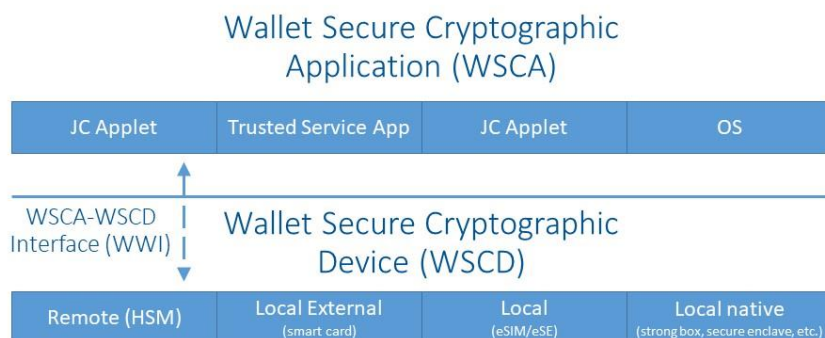 Wallet Secure Cryptographic
Application (WSCA)
JC Applet
Trusted Service App
JC Applet
OS
WSCA-WSCD
Interface (WWI)
Wallet Secure Cryptographic
Device (WSCD)
Remote (HSM)
Local External
(smart card)
Local
(eSIM/eSE)
Local native
(strong box, secure enclave, etc.)